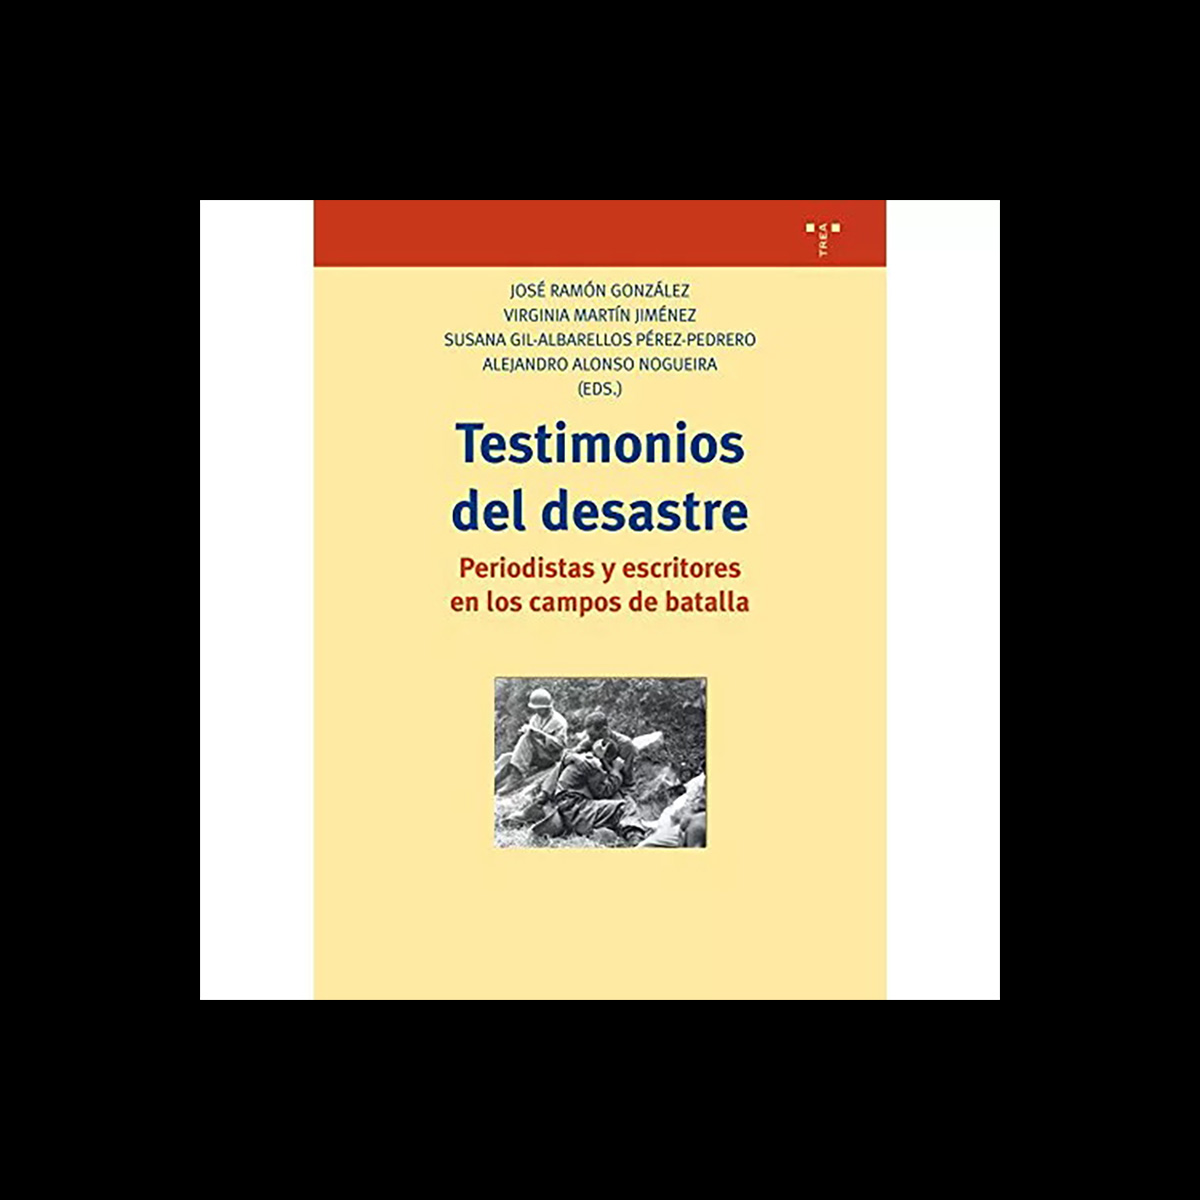 TREA
JOSÉ RAMÓN GONZÁLEZ
VIRGINIA MARTÍN JIMÉNEZ
SUSANA GIL-ALBARELLOS PÉREZ-PEDRERO
ALEJANDRO ALONSO NOGUEIRA
(EDS.)
Testimonios
del desastre
Periodistas y escritores
en los campos de batalla